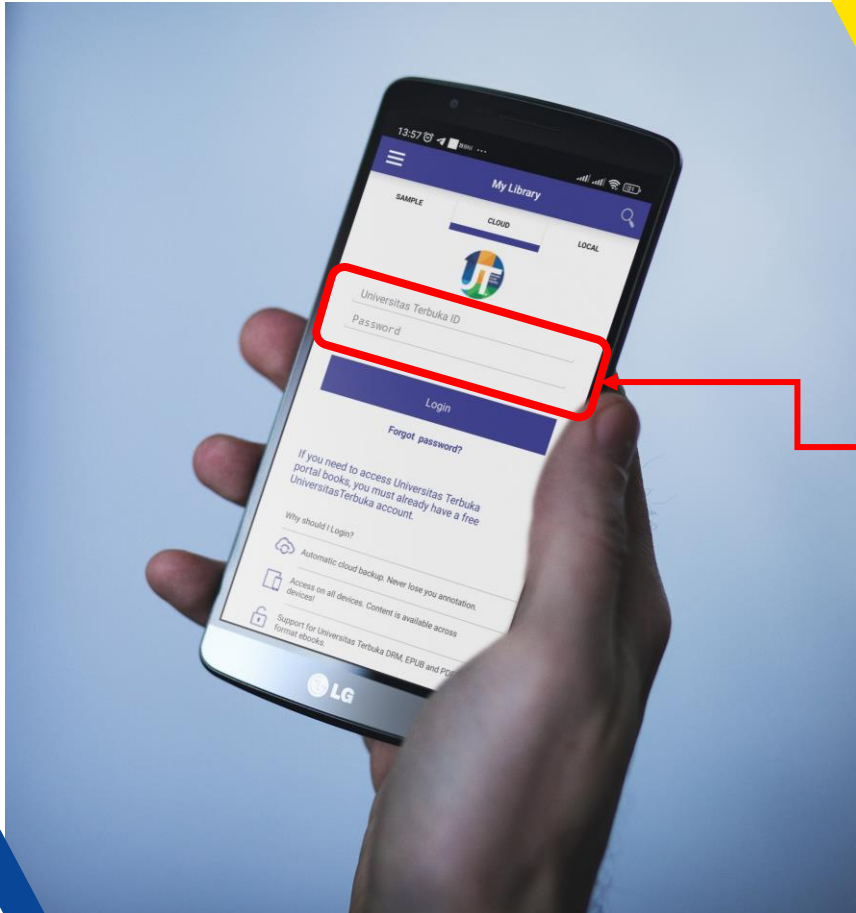 13:57
My Library
SAMPLE
CLOUD
LOCAL
UT
Universitas Terbuka ID
Password
Login
Forgot password?
If you need to access Universitas Terbuka
portal books, you must already have a free
UniversitasTerbuka account.
Why should I Login?
Automatic cloud backup. Never lose you annotation.
Access on all devices. Content is available across
devices!
Support for Universitas Terbuka DRM, EPUB and
format ebooks.
LG